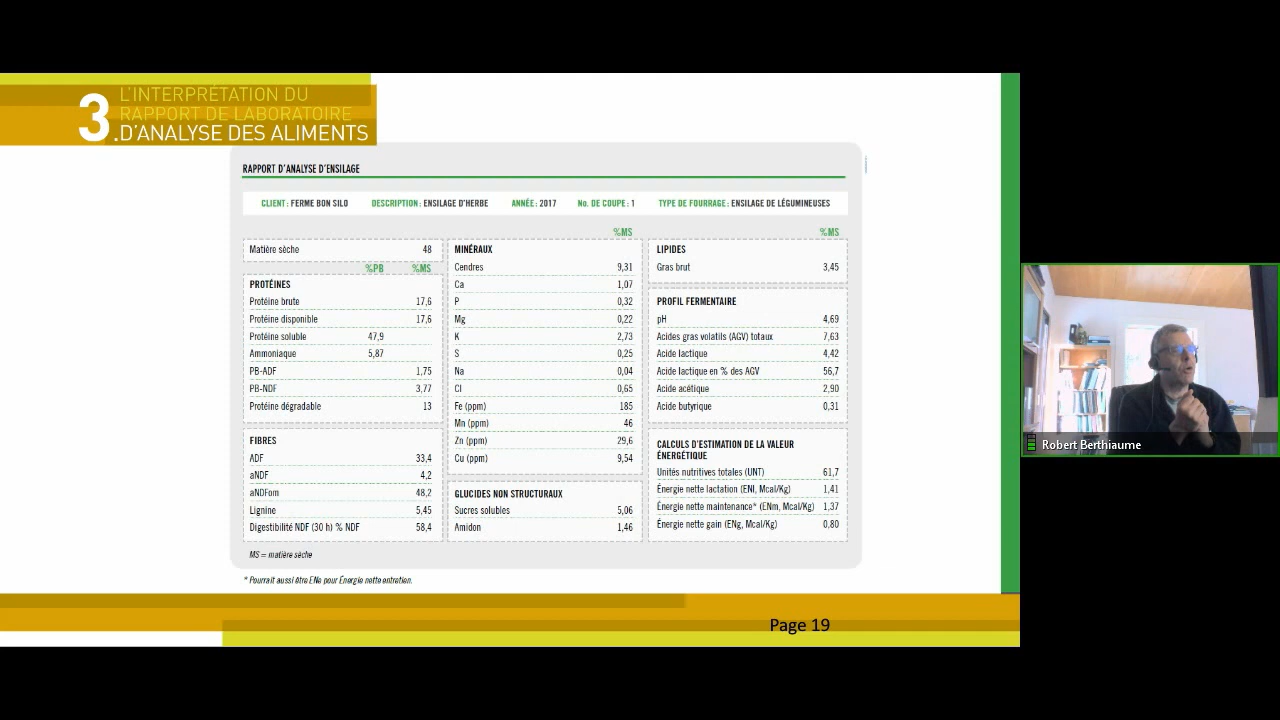 3.
L'INTERPRÉTATION DU
RAPPORT DE LABORATOIRE
D'ANALYSE DES ALIMENTS
RAPPORT D'ANALYSE D'ENSILAGE
CLIENT : FERME BON SILO DESCRIPTION : ENSILAGE D'HERBE ANNÉE : 2017 No. DE COUPE : 1 TYPE DE FOURRAGE : ENSILAGE DE LÉGUMINEUSES
Matière sèche 48
%PB %MS
PROTÉINES
Protéine brute 17,6
Protéine disponible 17,6
Protéine soluble 47,9
Ammoniaque 5,87
PB-ADF 1,75
PB-NDF 3,77
Protéine dégradable 13
FIBRES
ADF 33,4
aNDF 4,2
aNDFom 48,2
Lignine 5,45
Digestibilité NDF (30 h) % NDF 58,4
%MS
MINÉRAUX
Cendres 9,31
Ca 1,07
P 0,32
Mg 0,22
K 2,73
S 0,25
Na 0,04
Cl 0,65
Fe (ppm) 185
Mn (ppm) 46
Zn (ppm) 29,6
Cu (ppm) 9,54
GLUCIDES NON STRUCTURAUX
Sucres solubles 5,06
Amidon 1,46
%MS
LIPIDES
Gras brut 3,45
PROFIL FERMENTAIRE
pH 4,69
Acides gras volatils (AGV) totaux 7,63
Acide lactique 4,42
Acide lactique en % des AGV 56,7
Acide acétique 2,90
Acide butyrique 0,31
CALCULS D'ESTIMATION DE LA VALEUR
ÉNERGÉTIQUE
Unités nutritives totales (UNT) 61,7
Énergie nette lactation (ENl, Mcal/Kg) 1,41
Énergie nette maintenance* (ENm, Mcal/Kg) 1,37
Énergie nette gain (ENg, Mcal/Kg) 0,80
MS = matière sèche
* Pourrait aussi être ENe pour Énergie nette entretien.
Page 19
Robert Berthiaume